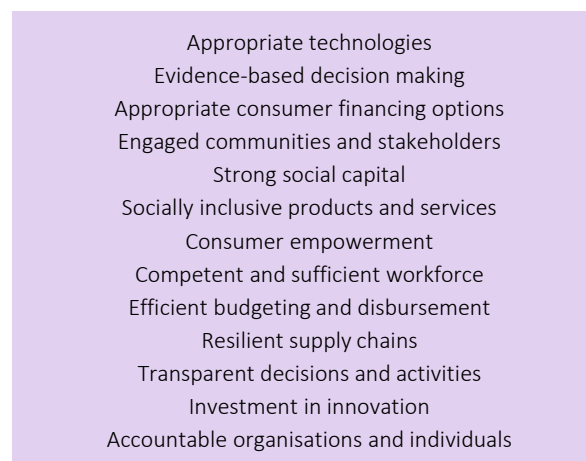 Appropriate technologies
Evidence-based decision making
Appropriate consumer financing options
Engaged communities and stakeholders
Strong social capital
Socially inclusive products and services
Consumer empowerment
Competent and sufficient workforce
Efficient budgeting and disbursement
Resilient supply chains
Transparent decisions and activities
Investment in innovation
Accountable organisations and individuals